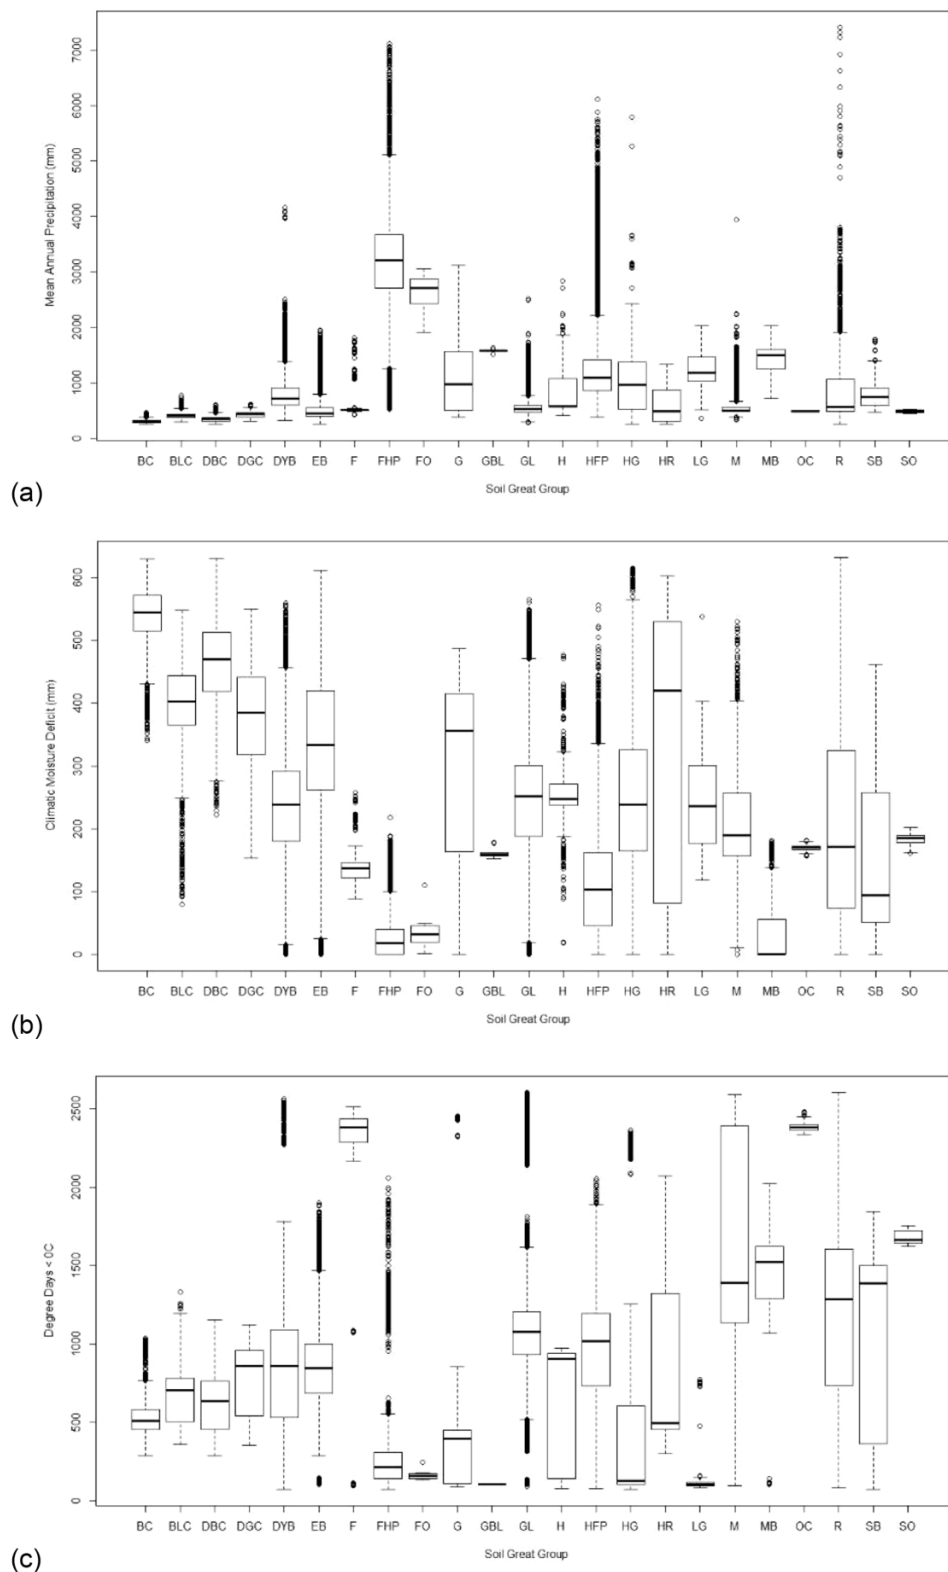 Mean Annual Precipitation (mm)
7000
6000
5000
4000
3000
2000
1000
0
BC BLC DBC DGC DYB EB F FHP FO G GBL GL H HFP HG HR LG M MB OC R SB SO
Soil Great Group
(a)
Climatic Moisture Deficit (mm)
600
500
400
300
200
100
0
BC BLC DBC DGC DYB EB F FHP FO G GBL GL H HFP HG HR LG M MB OC R SB SO
Soil Great Group
(b)
Degree Days < 0C
2500
2000
1500
1000
500
0
BC BLC DBC DGC DYB EB F FHP FO G GBL GL H HFP HG HR LG M MB OC R SB SO
Soil Great Group
(c)